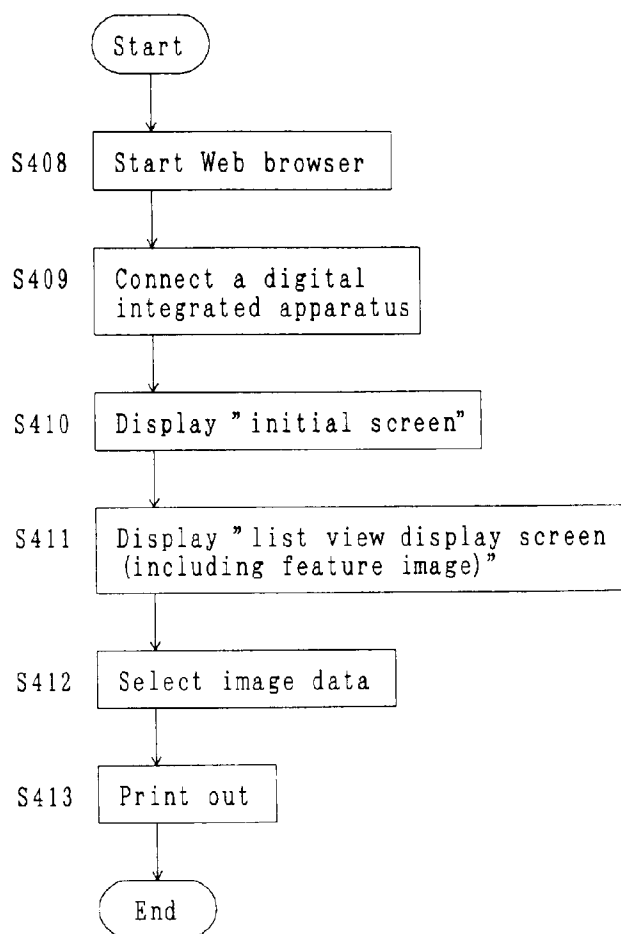 Start
S408 Start Web browser
S409 Connect a digital
integrated apparatus
S410 Display "initial screen"
S411 Display "list view display screen
(including feature image)"
S412 Select image data
S413 Print out
End